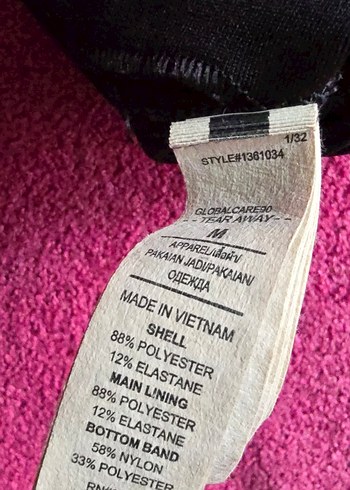 1/32
STYLE#1361034
GLOBALCARE90
TEAR AWAY
M
APPAREL/เสื้อผ้า/
PAKAIAN JADI/PAKAIAN/
ОДЕЖДА
MADE IN VIETNAM
SHELL
88% POLYESTER
12% ELASTANE
MAIN LINING
88% POLYESTER
12% ELASTANE
BOTTOM BAND
58% NYLON
33% POLYESTER